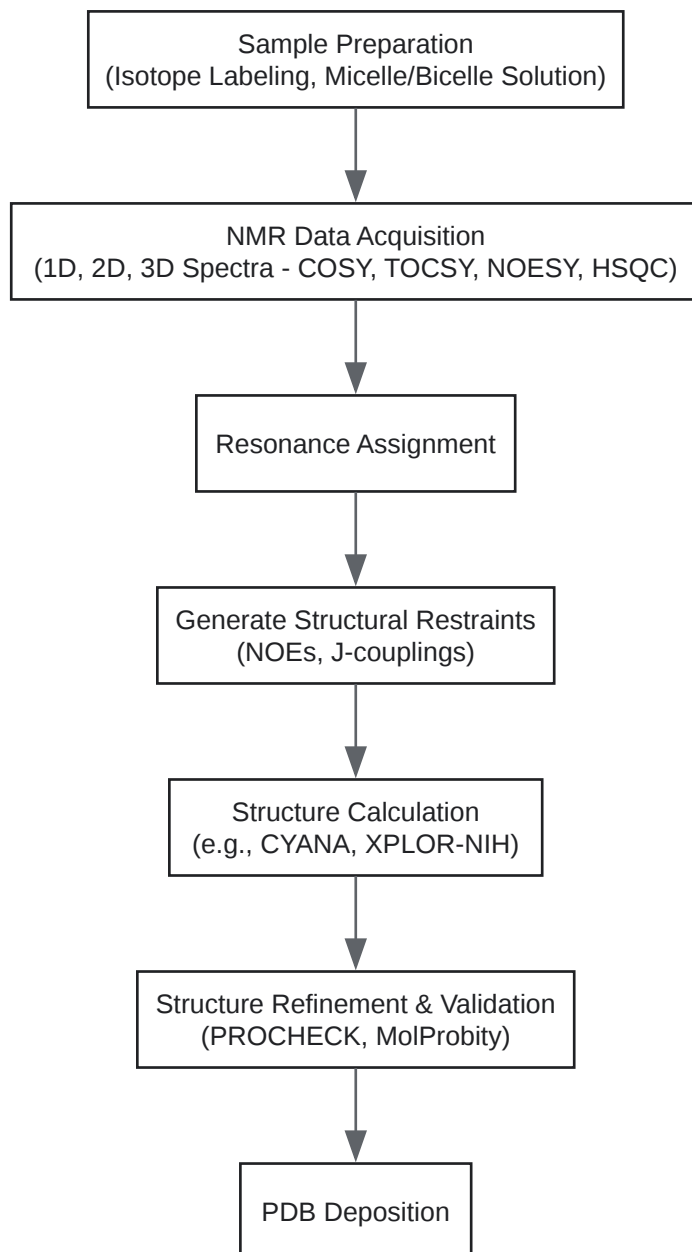 Sample Preparation
(Isotope Labeling, Micelle/Bicelle Solution)
NMR Data Acquisition
(1D, 2D, 3D Spectra - COSY, TOCSY, NOESY, HSQC)
Resonance Assignment
Generate Structural Restraints
(NOEs, J-couplings)
Structure Calculation
(e.g., CYANA, XPLOR-NIH)
Structure Refinement & Validation
(PROCHECK, MolProbity)
PDB Deposition